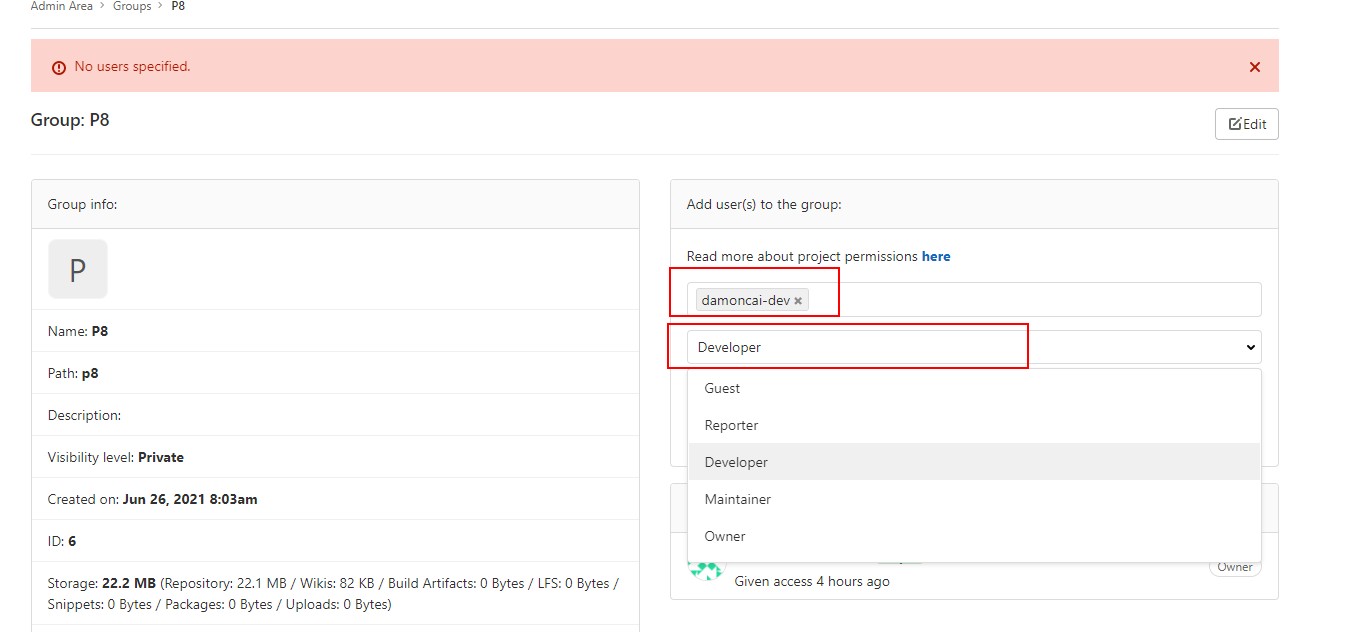 Admin Area > Groups > P8
No users specified.
Group: P8
Edit
Group info:
P
Name: P8
Path: p8
Description:
Visibility level: Private
Created on: Jun 26, 2021 8:03am
ID: 6
Storage: 22.2 MB (Repository: 22.1 MB / Wikis: 82 KB / Build Artifacts: 0 Bytes / LFS: 0 Bytes /
Snippets: 0 Bytes / Packages: 0 Bytes / Uploads: 0 Bytes)
Add user(s) to the group:
Read more about project permissions here
damoncai-dev
Developer
Guest
Reporter
Developer
Maintainer
Owner
Given access 4 hours ago
Owner